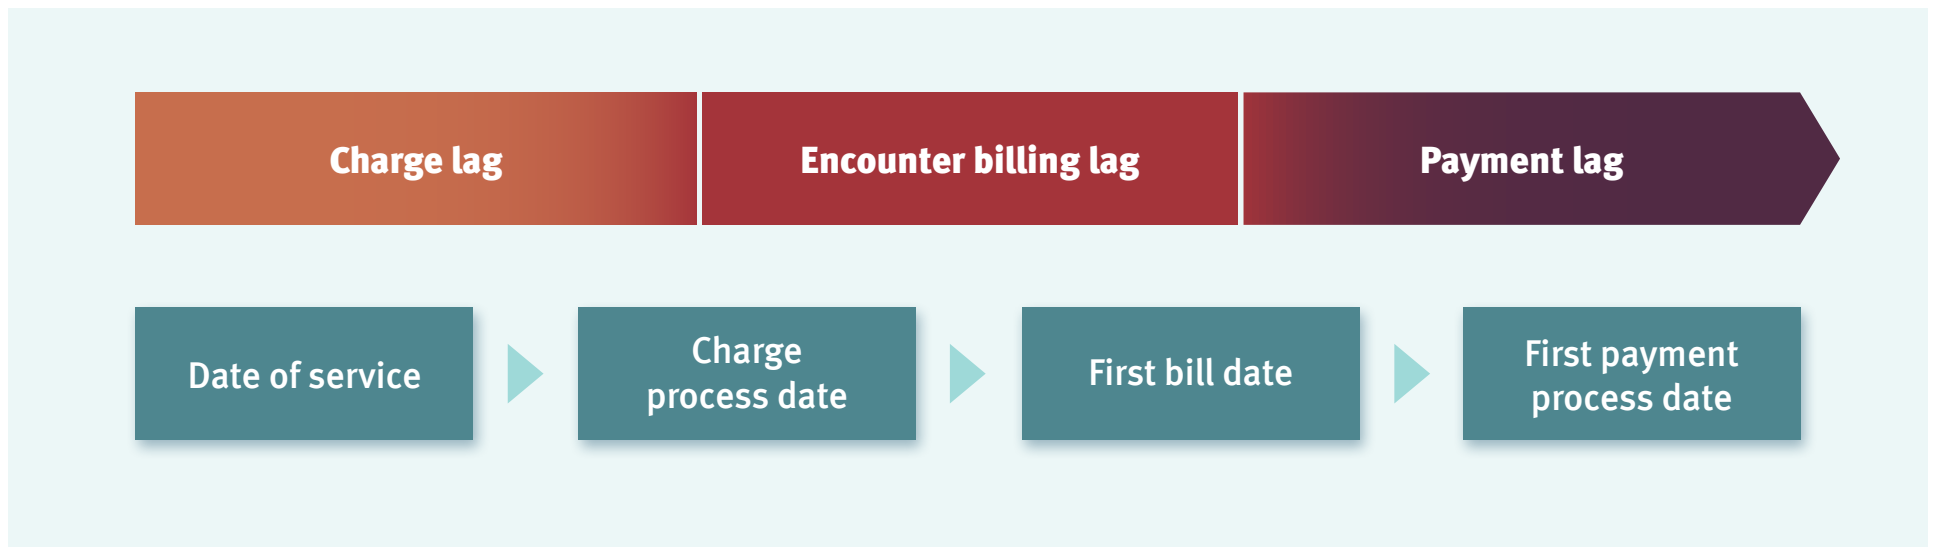 Charge lag
Encounter billing lag
Payment lag
Date of service
Charge
process date
First bill date
First payment
process date